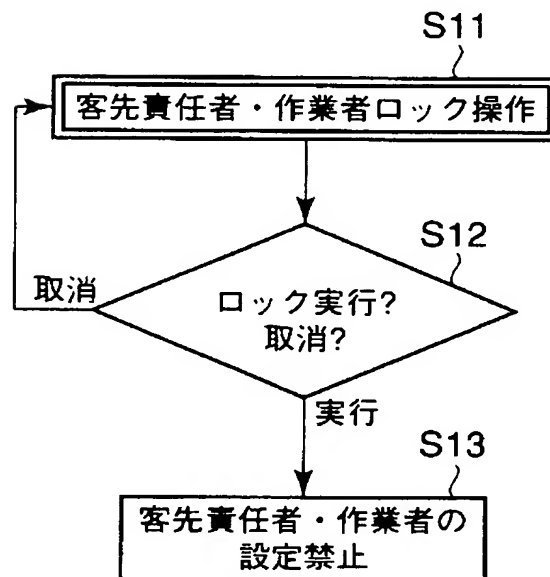 S11
客先責任者・作業者ロック操作
S12
取消
ロック実行?
取消?
実行
S13
客先責任者・作業者の
設定禁止